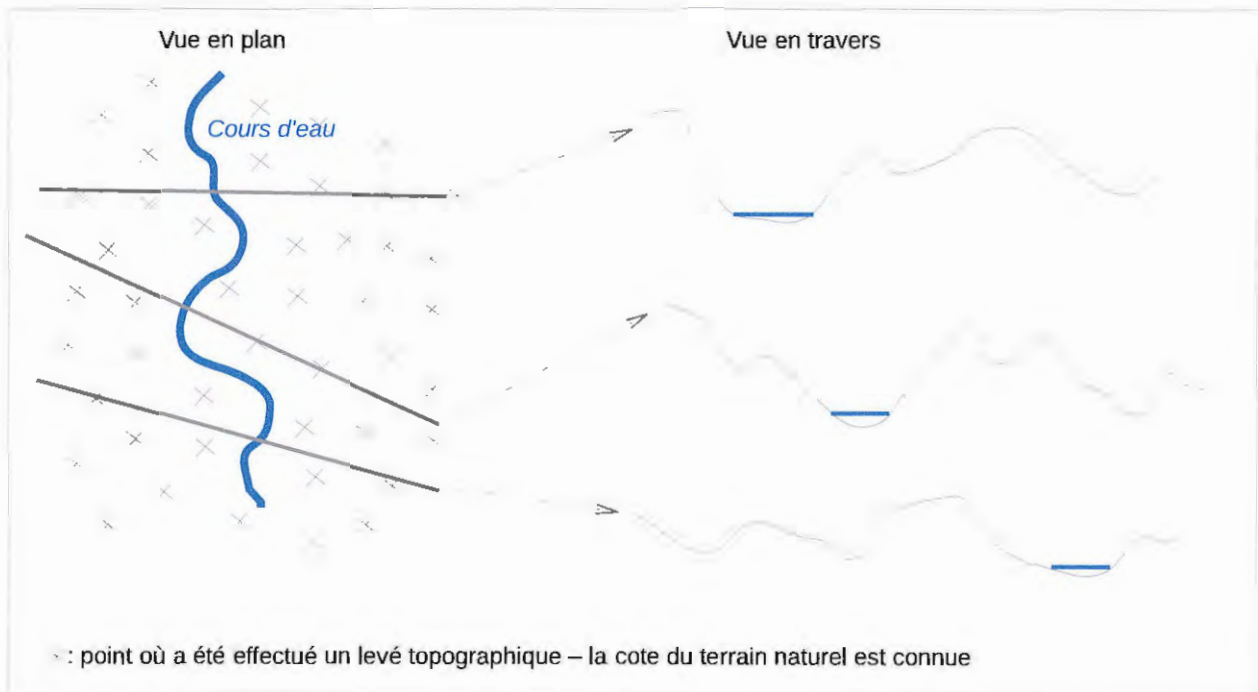 Vue en plan
Vue en travers
Cours d'eau
: point où a été effectué un levé topographique – la cote du terrain naturel est connue